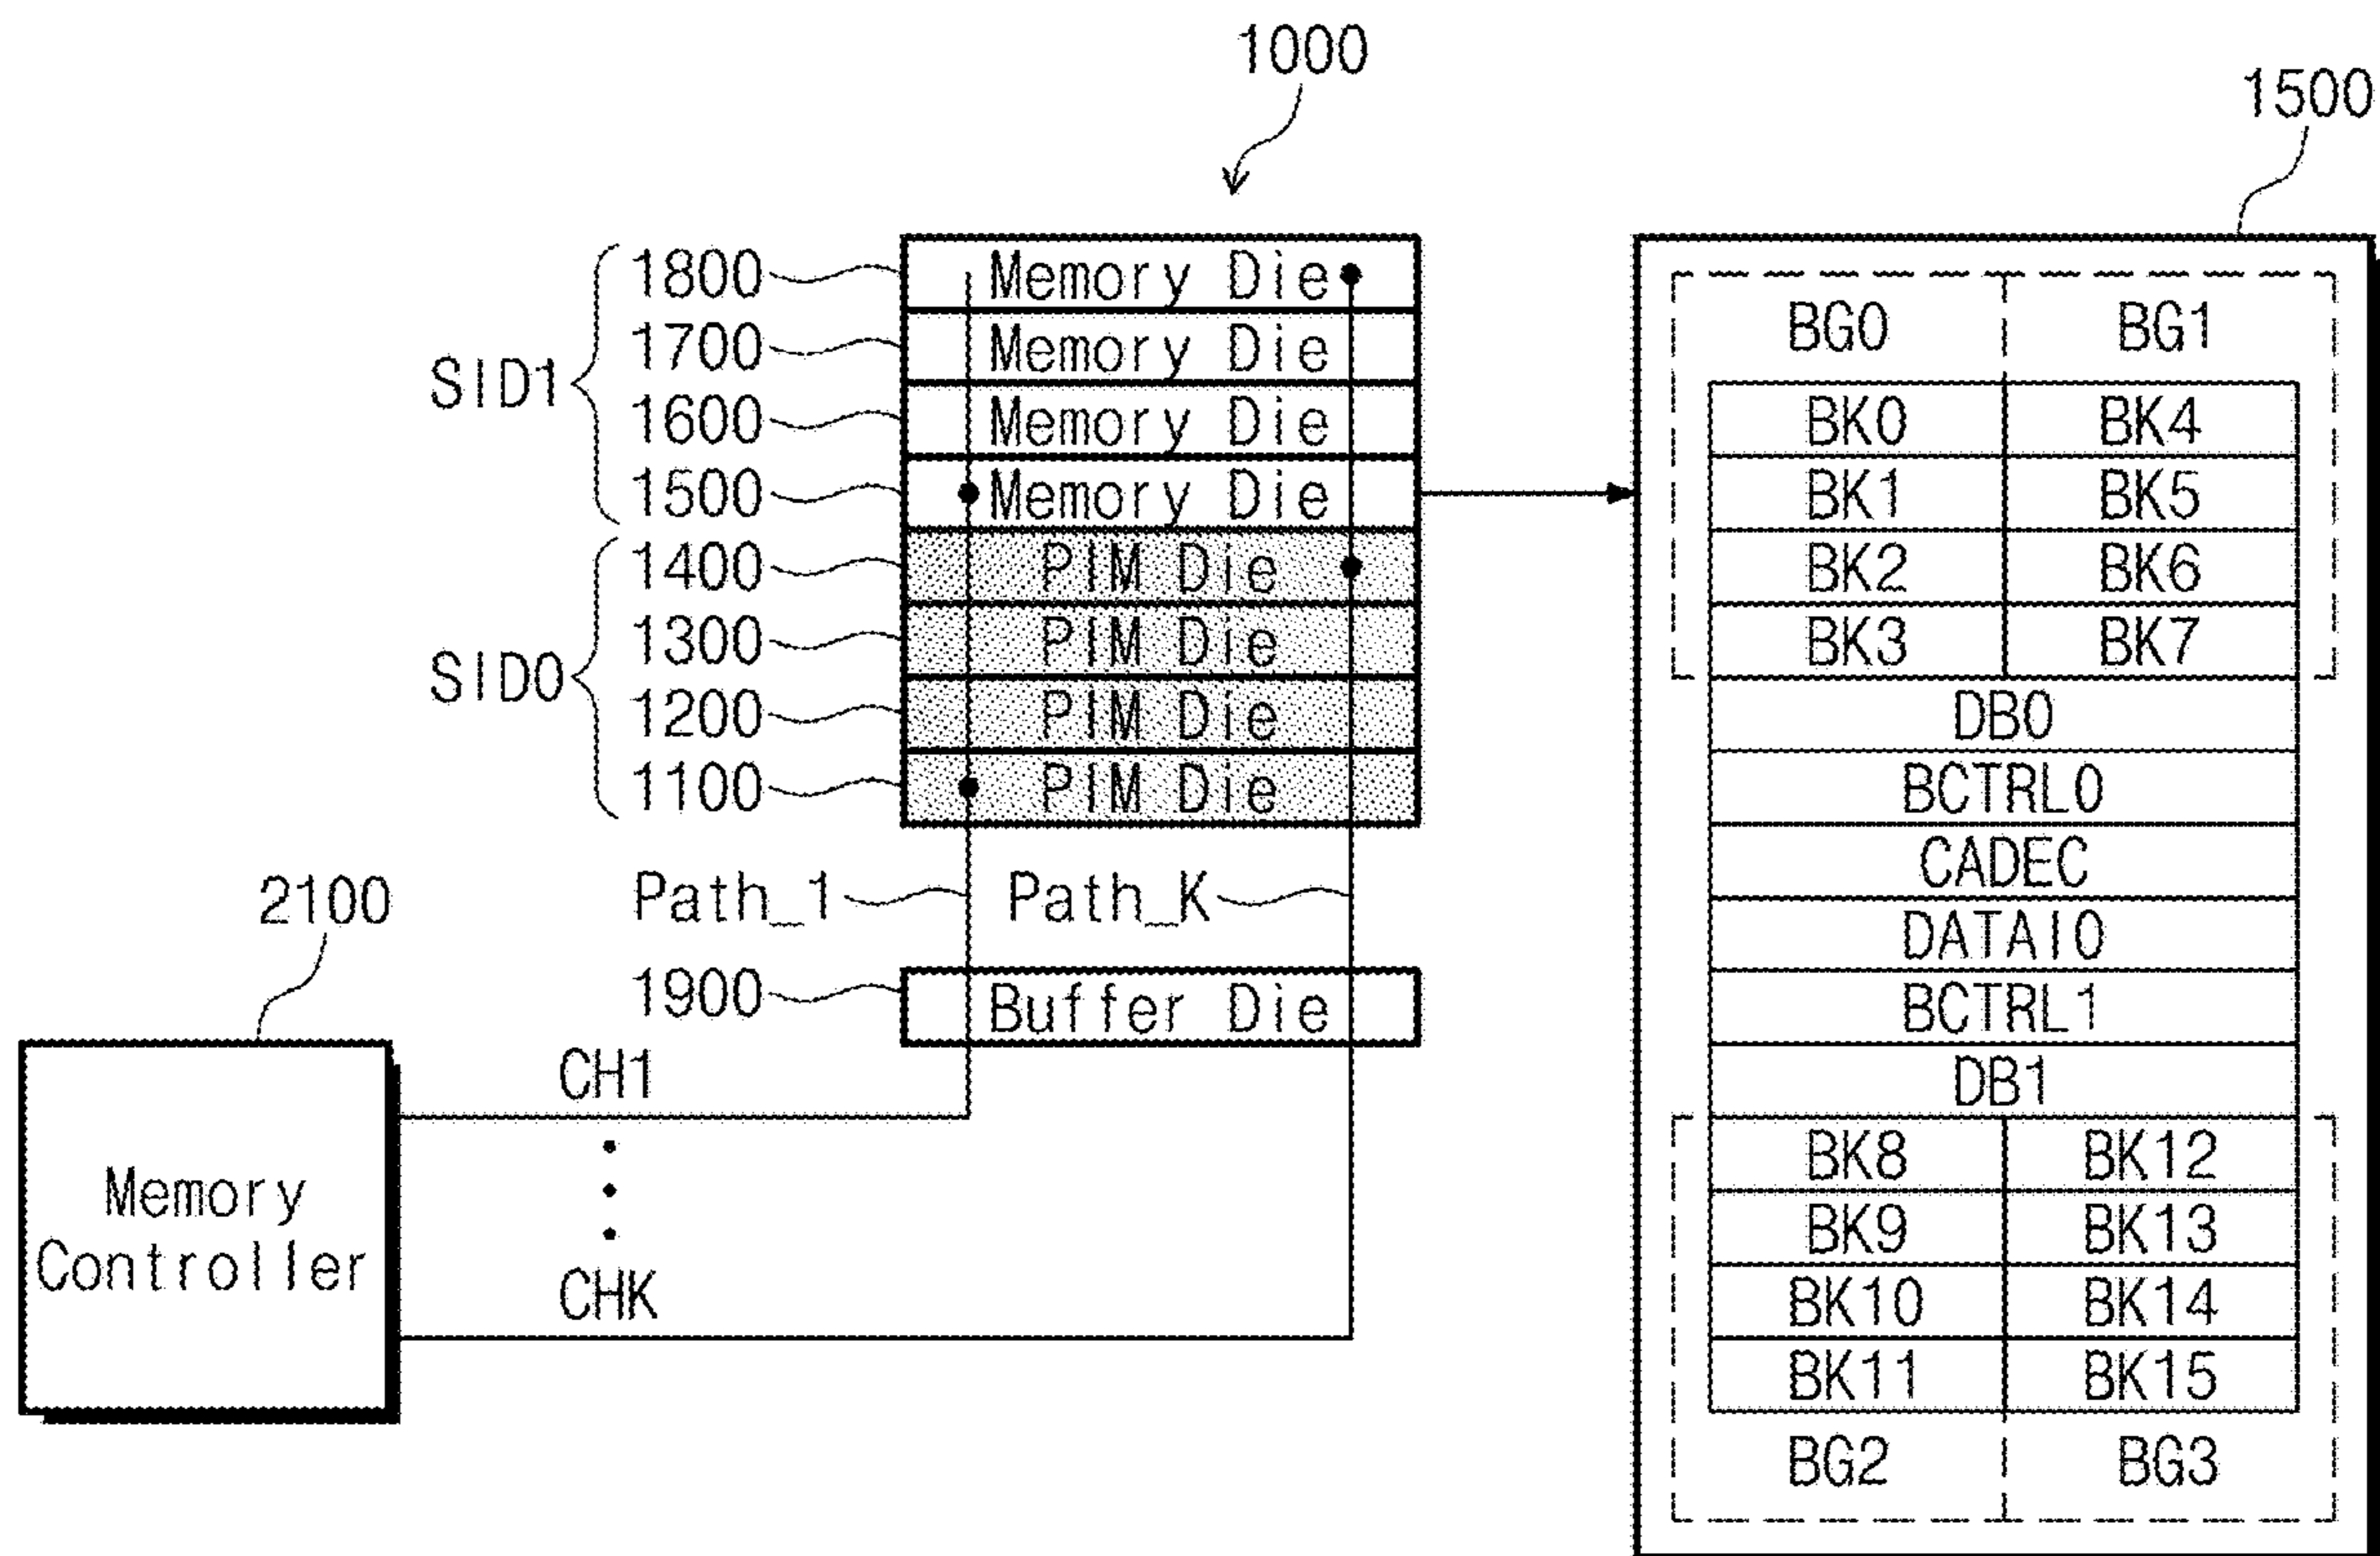 1000
1500
1800 Memory Die
1700 Memory Die
SID1
1600 Memory Die
1500 Memory Die
1400 PIM Die
1300 PIM Die
SID0
1200 PIM Die
1100 PIM Die
Path_1 Path_K
1900 Buffer Die
2100
Memory
Controller
CH1
CHK
BG0 BG1
BK0 BK4
BK1 BK5
BK2 BK6
BK3 BK7
DB0
BCTRL0
CADEC
DATAIO
BCTRL1
DB1
BK8 BK12
BK9 BK13
BK10 BK14
BK11 BK15
BG2 BG3